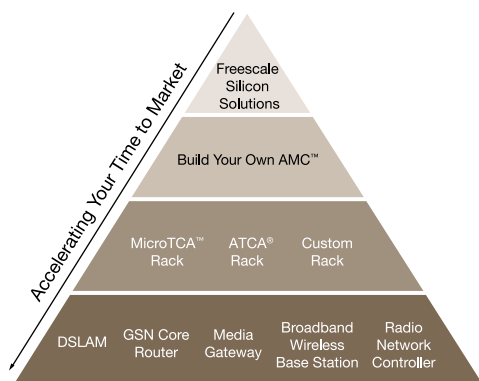 Accelerating Your Time to Market
Freescale
Silicon
Solutions
Build Your Own AMC™
MicroTCA™
Rack
ATCA®
Rack
Custom
Rack
DSLAM
GSN Core
Router
Media
Gateway
Broadband
Wireless
Base Station
Radio
Network
Controller